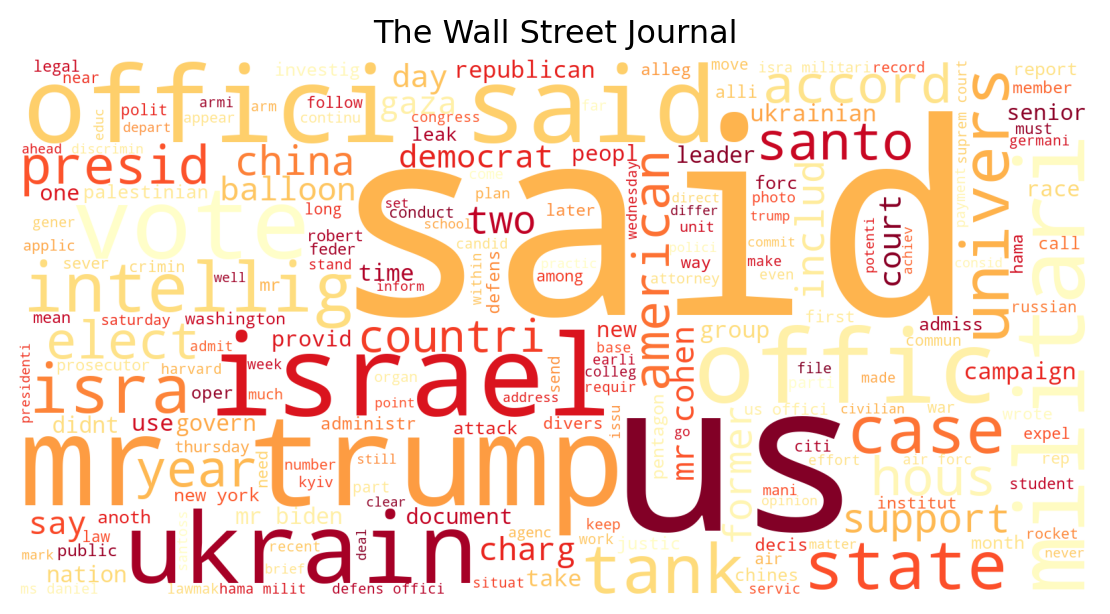 The Wall Street Journal
legal
near
investig
day
republican
alleg
move
isra militari
record
report
offici said
accord
member
polit
armi
arm
follow
gaza
congress
alli
ukrainian
suprem court
senior
educ
depart
appear
continu
far
leak
must
germani
ahead
discrimin
presid
china
democrat
peopl
leader
santo
univers
one
palestinian
balloon
plan
wednesday
forc
includ
race
vote
long
set
conduct
two
later
direct
photo
court
payment
gener
robert
school
differ
trump
potenti
call
applic
feder
candid
unit
achiev
hama
sever
crimin
mr
stand
time
within
defens
among
american
polici
way
commit
make
said
constitut
intellig
well
inform
practic
attorney
even
russian
mean
saturday
washington
countri
new
group
first
admiss
commun
elect
admit
provid
base
mr cohen
offic
militari
presidenti
prosecutor
harvard
week
israel
earli
colleg
send
requir
file
made
campaign
isra
oper
much
organ
point
address
issu
us offici
civilian
war
wrote
didnt
use
govern
administr
attack
divers
pentagon
go
former
us
citi
case
expel
thursday
need
mr trump
number
still
effort
air forc
rep
year
kyiv
part
mani
hous
student
new york
clear
opinion
institut
say
anoth
mr biden
document
keep
support
rocket
law
work
public
recent
deal
charg
agenc
justic
decis
matter
month
never
mark
nation
ukrain
brief
take
tank
air
chines
state
ms daniel
lawmak
hama milit
defens offici
situat
servic